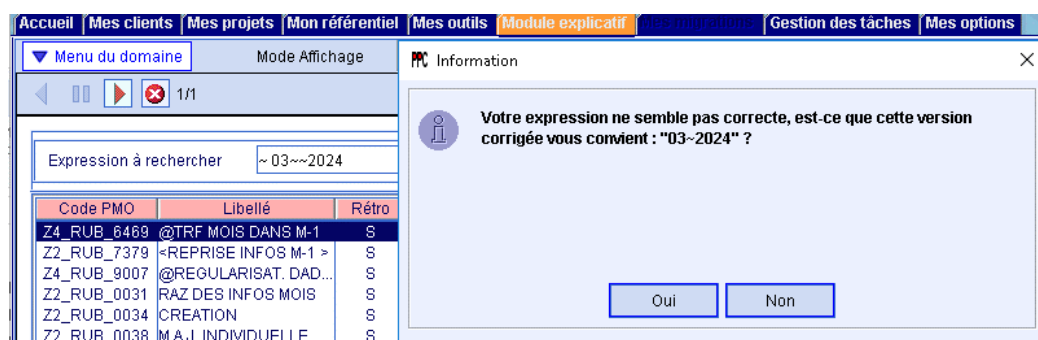 Accueil Mes clients Mes projets Mon référentiel Mes outils Module explicatif Gestion des tâches Mes options
Menu du domaine Mode Affichage
Information
1/1
Votre expression ne semble pas correcte, est-ce que cette version
corrigée vous convient : "03~2024" ?
Expression à rechercher ~ 03~~2024
Code PMO Libellé Rétro
Z4_RUB_6469 @TRF MOIS DANS M-1 S
Z2_RUB_7379 <REPRISE INFOS M-1 > S
Z4_RUB_9007 @REGULARISAT. DAD... S
Z2_RUB_0031 RAZ DES INFOS MOIS S
Z2_RUB_0034 CREATION S
Z2_RUB_0038 M.A.J. INDIVIDUELLE S
Oui Non